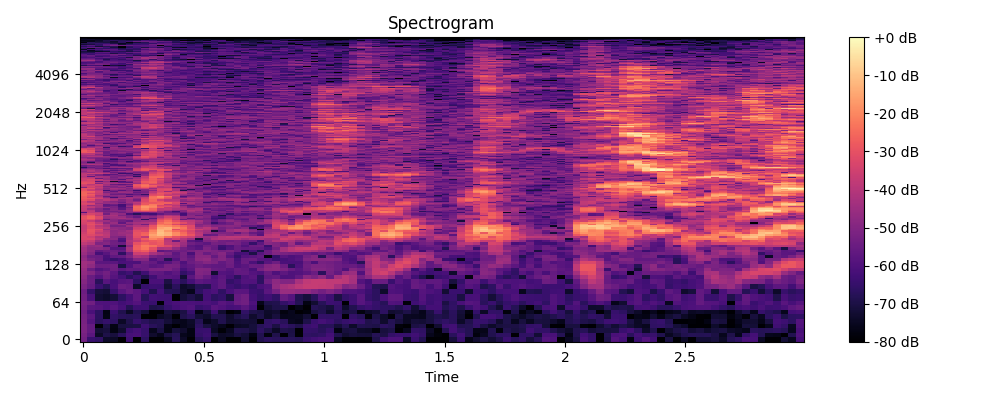 Spectrogram
Hz
4096
2048
1024
512
256
128
64
0
0
0.5
1
1.5
2
2.5
Time
+0 dB
-10 dB
-20 dB
-30 dB
-40 dB
-50 dB
-60 dB
-70 dB
-80 dB